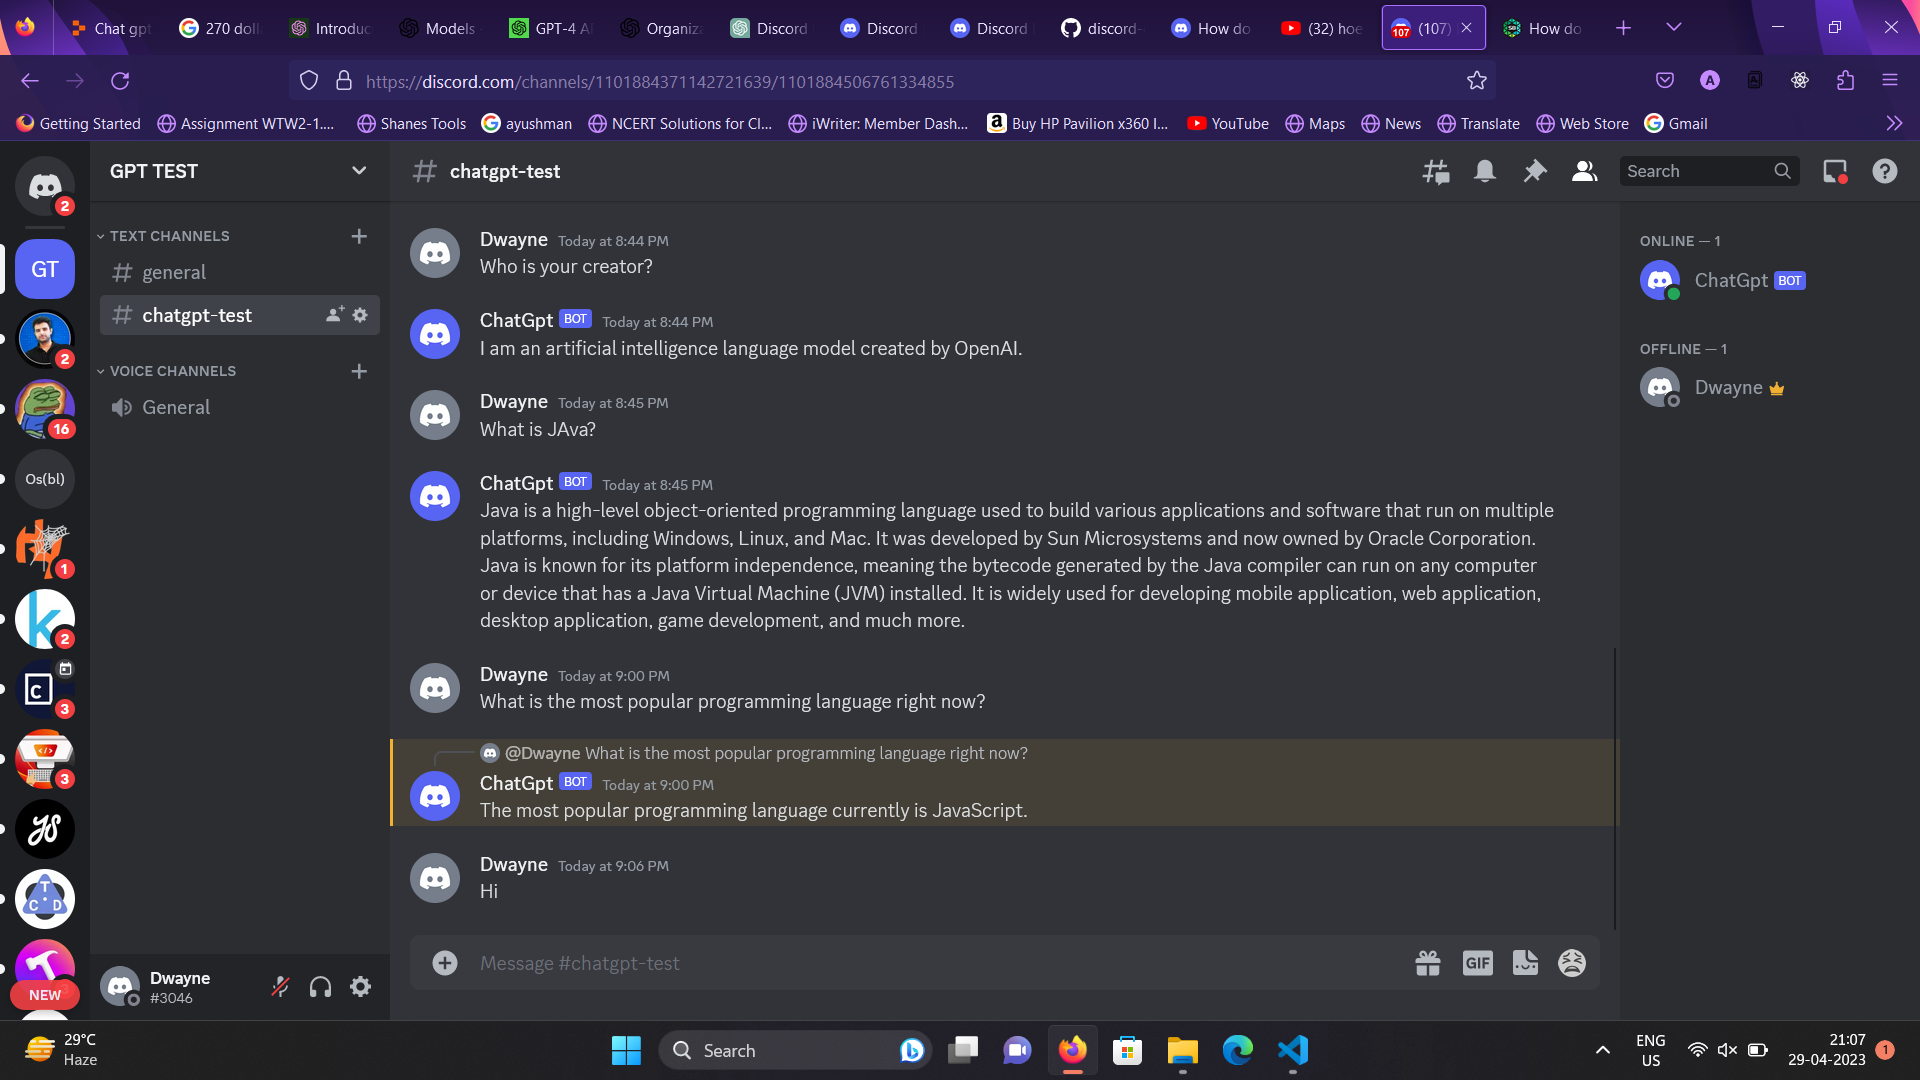 Chat gpt
270 doll
Introduc
Models -
GPT-4 A
Organiz
Discord
Discord
Discord
discord-
How do
(32) hoe
107
(107)
How do
https://discord.com/channels/1101884371142721639/1101884506761334855
A
Getting Started
Assignment WTW2-1....
Shanes Tools
ayushman
NCERT Solutions for Cl...
iWriter: Member Dash...
Buy HP Pavilion x360 I...
YouTube
Maps
News
Translate
Web Store
Gmail
2
GT
2
16
Os(bl)
1
2
3
3
NEW
GPT TEST
TEXT CHANNELS
general
chatgpt-test
VOICE CHANNELS
General
Dwayne
#3046
chatgpt-test
Search
Dwayne Today at 8:44 PM
Who is your creator?
ChatGpt BOT Today at 8:44 PM
I am an artificial intelligence language model created by OpenAI.
Dwayne Today at 8:45 PM
What is JAva?
ChatGpt BOT Today at 8:45 PM
Java is a high-level object-oriented programming language used to build various applications and software that run on multiple
platforms, including Windows, Linux, and Mac. It was developed by Sun Microsystems and now owned by Oracle Corporation.
Java is known for its platform independence, meaning the bytecode generated by the Java compiler can run on any computer
or device that has a Java Virtual Machine (JVM) installed. It is widely used for developing mobile application, web application,
desktop application, game development, and much more.
Dwayne Today at 9:00 PM
What is the most popular programming language right now?
@Dwayne What is the most popular programming language right now?
ChatGpt BOT Today at 9:00 PM
The most popular programming language currently is JavaScript.
Dwayne Today at 9:06 PM
Hi
Message #chatgpt-test
GIF
ONLINE — 1
ChatGpt BOT
OFFLINE — 1
Dwayne
29°C
Haze
Search
ENG
US
21:07
29-04-2023
1